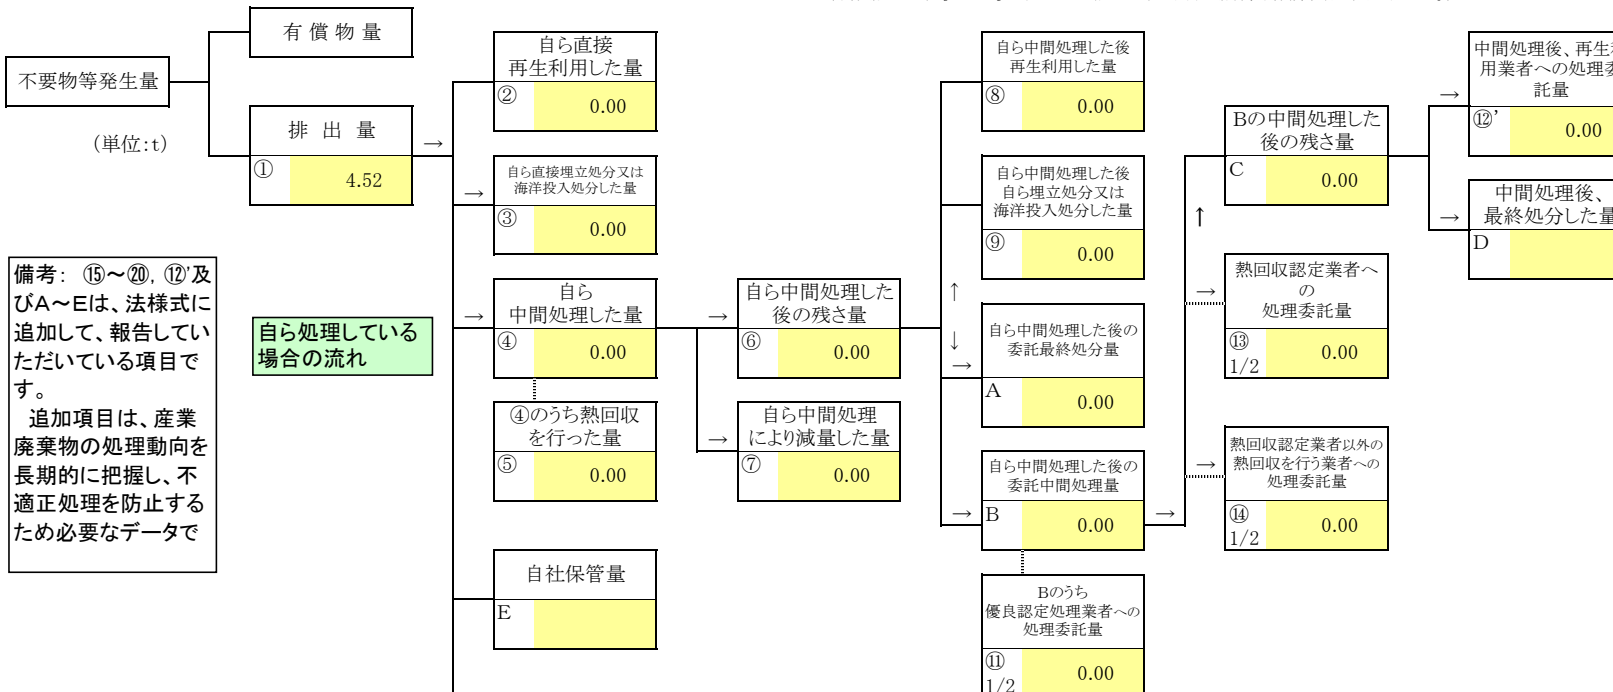 有 償 物 量
不要物等発生量
(単位:t)
排 出 量
→
①
4.52
備考: ⑮～⑳, ⑫'及
びA～Eは、法様式に
追加して、報告してい
ただいている項目で
す。
追加項目は、産業
廃棄物の処理動向を
長期的に把握し、不
適正処理を防止する
ため必要なデータで
自ら処理している
場合の流れ
自ら直接
再生利用した量
②
0.00
→
自ら直接埋立処分又は
海洋投入処分した量
③
0.00
→
自ら
中間処理した量
④
0.00
④のうち熱回収
を行った量
⑤
0.00
自社保管量
E
→
自ら中間処理した
後の残さ量
⑥
0.00
→
自ら中間処理
により減量した量
⑦
0.00
自ら中間処理した後
再生利用した量
⑧
0.00
自ら中間処理した後
自ら埋立処分又は
海洋投入処分した量
⑨
0.00
↑
↓
→
自ら中間処理した後の
委託最終処分量
A
0.00
自ら中間処理した後の
委託中間処理量
→
B
0.00
→
Bのうち
優良認定処理業者への
処理委託量
⑪
1/2
0.00
Bの中間処理した
後の残さ量
C
0.00
↑
→
熱回収認定業者へ
の
処理委託量
⑬
1/2
0.00
→
熱回収認定業者以外の
熱回収を行う業者への
処理委託量
⑭
1/2
0.00
→
中間処理後、再生
用業者への処理委
託量
⑫'
0.00
→
中間処理後、
最終処分した量
D